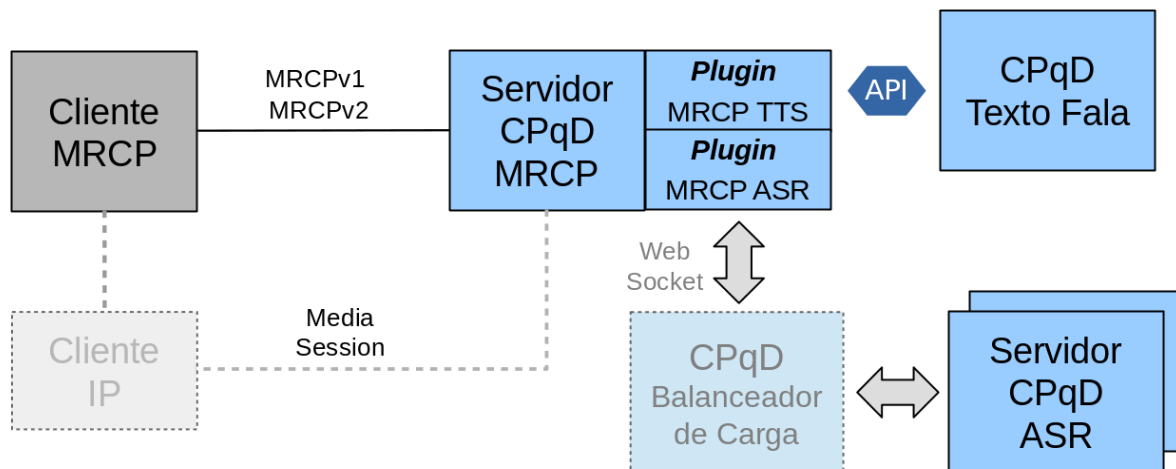 Cliente
MRCP
MRCPv1
MRCPv2
Servidor
CPqD
MRCP
Plugin
MRCP TTS
Plugin
MRCP ASR
API
CPqD
Texto Fala
Web
Socket
Cliente
IP
Media
Session
CPqD
Balanceador
de Carga
Servidor
CPqD
ASR